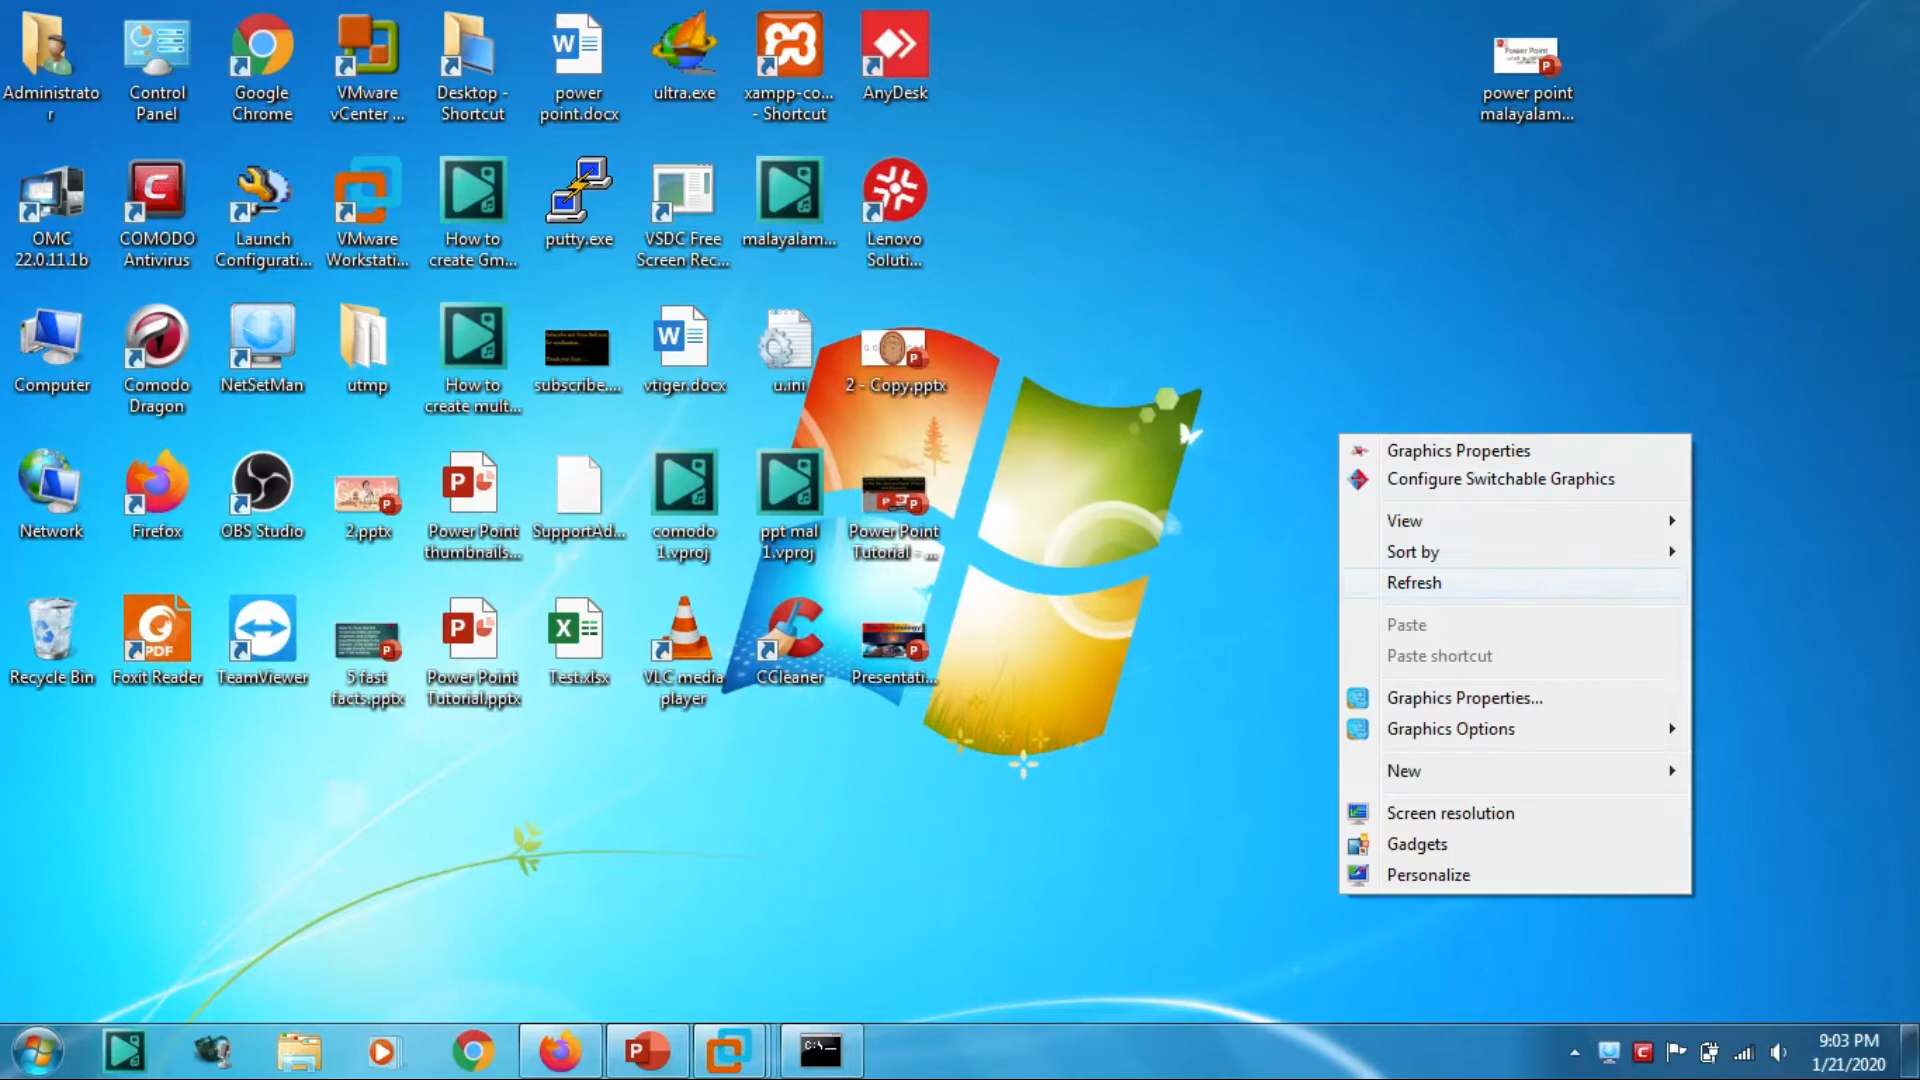 Administrato
r
Control
Panel
Google
Chrome
VMware
vCenter ...
Desktop -
Shortcut
power
point.docx
ultra.exe
xampp-co...
- Shortcut
AnyDesk
power point
malayalam...
OMC
22.0.11.1b
COMODO
Antivirus
Launch
Configurati...
VMware
Workstati...
How to
create Gm...
putty.exe
VSDC Free
Screen Rec...
malayalam...
Lenovo
Soluti...
Computer
Comodo
Dragon
NetSetMan
utmp
How to
create mult...
subscribe....
vtiger.docx
u.ini
2 - Copy.pptx
Network
Firefox
OBS Studio
2.pptx
Power Point
thumbnails...
SupportAd...
comodo
1.vproj
ppt mal
1.vproj
Power Point
Tutorial - ...
Recycle Bin
PDF
Foxit Reader
TeamViewer
5 fast
facts.pptx
Power Point
Tutorial.pptx
Test.xlsx
VLC media
player
CCleaner
Presentati...
Graphics Properties
Configure Switchable Graphics
View
Sort by
Refresh
Paste
Paste shortcut
Graphics Properties...
Graphics Options
New
Screen resolution
Gadgets
Personalize
C:\_
9:03 PM
1/21/2020